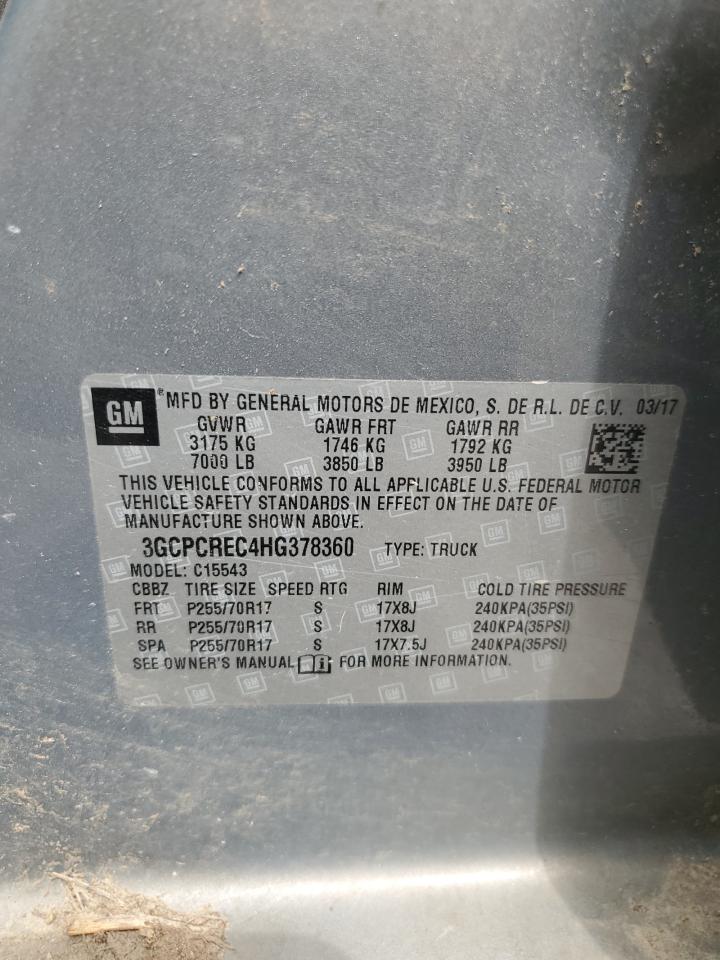 GM ®MFD BY GENERAL MOTORS DE MEXICO, S. DE R.L. DE C.V. 03/17
GVWR GAWR FRT GAWR RR
3175 KG 1746 KG 1792 KG
7000 LB 3850 LB 3950 LB
THIS VEHICLE CONFORMS TO ALL APPLICABLE U.S. FEDERAL MOTOR
VEHICLE SAFETY STANDARDS IN EFFECT ON THE DATE OF
MANUFACTURE SHOWN ABOVE.
3GCPCREC4HG378360 TYPE: TRUCK
MODEL: C15543
CBBZ TIRE SIZE SPEED RTG RIM COLD TIRE PRESSURE
FRT P255/70R17 S 17X8J 240KPA(35PSI)
RR P255/70R17 S 17X8J 240KPA(35PSI)
SPA P255/70R17 S 17X7.5J 240KPA(35PSI)
SEE OWNER'S MANUAL FOR MORE INFORMATION.